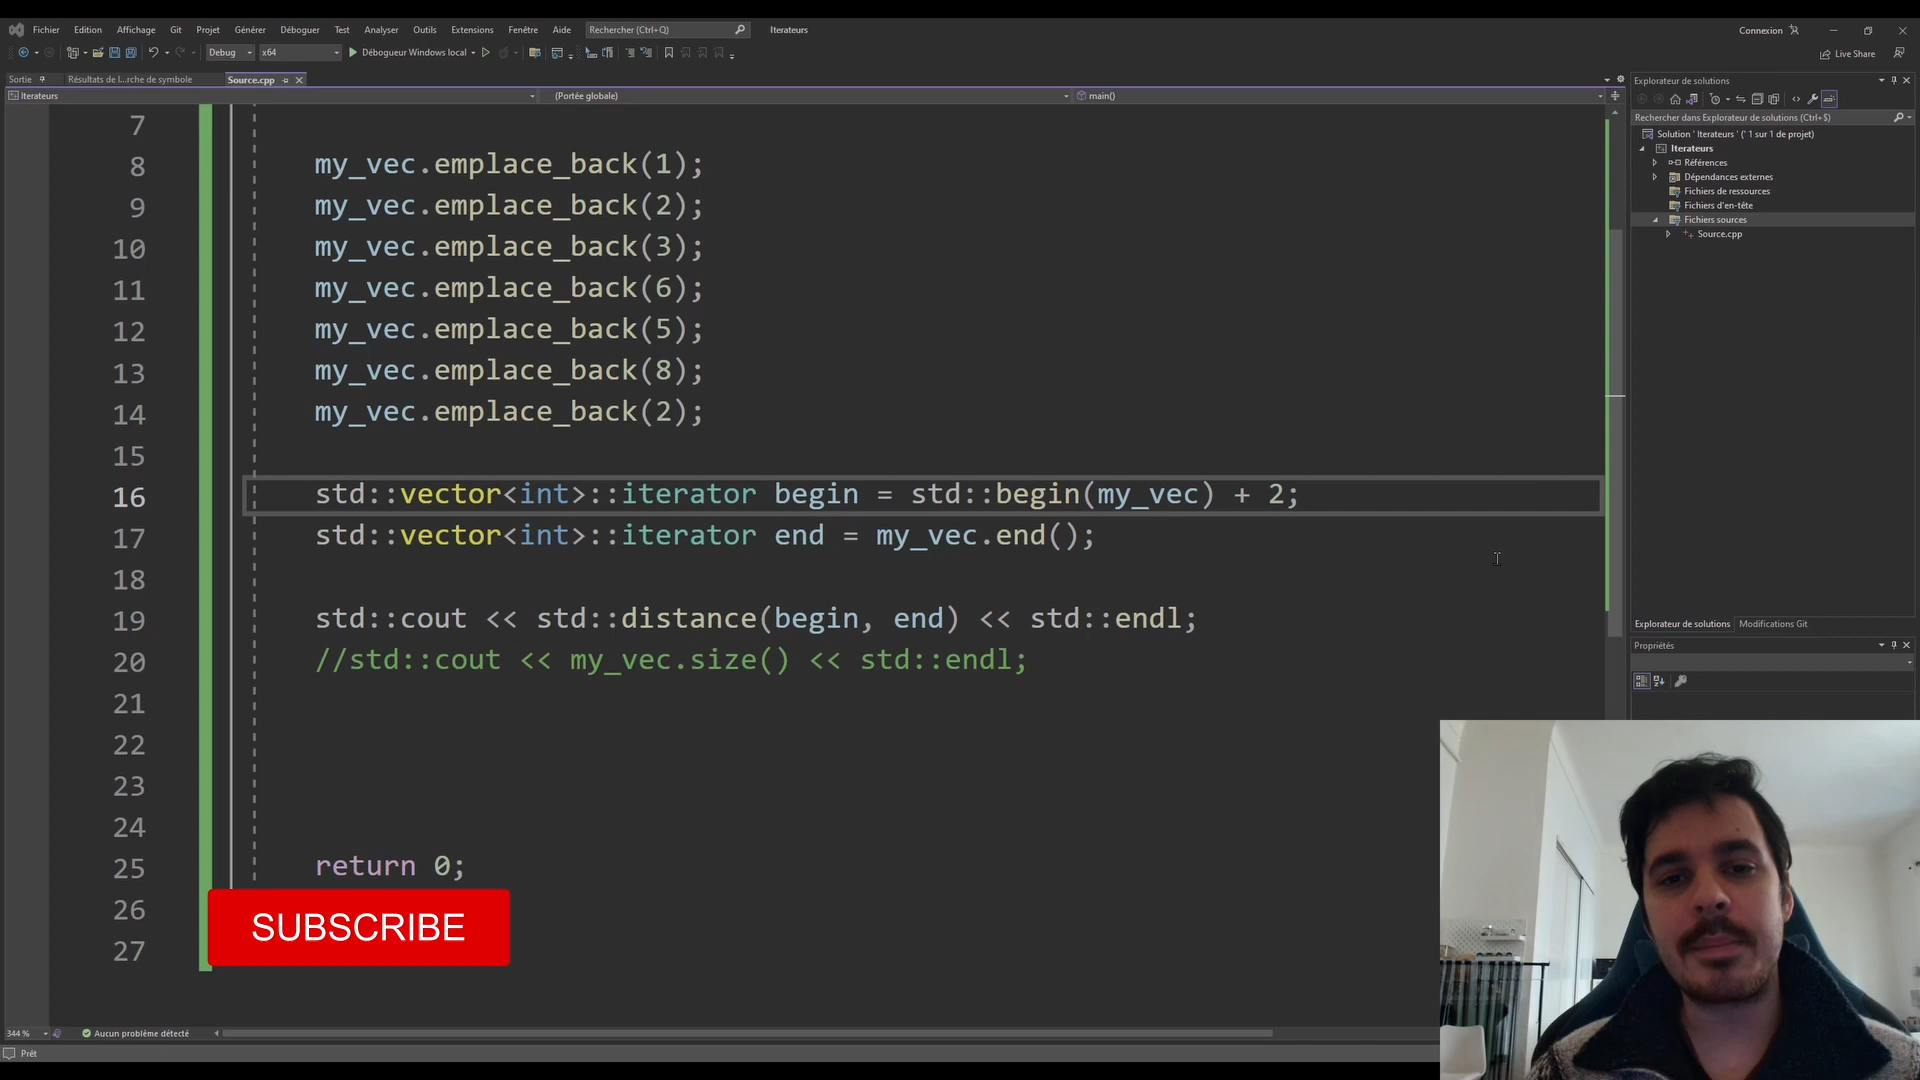 Fichier Edition Affichage Git Projet Générer Déboguer Test Analyser Outils Extensions Fenêtre Aide Rechercher (Ctrl+Q) Iterateurs Connexion
Debug x64 Débogueur Windows local Live Share
Sortie Résultats de l...rche de symbole Source.cpp
Iterateurs (Portée globale) main()
7
8 my_vec.emplace_back(1);
9 my_vec.emplace_back(2);
10 my_vec.emplace_back(3);
11 my_vec.emplace_back(6);
12 my_vec.emplace_back(5);
13 my_vec.emplace_back(8);
14 my_vec.emplace_back(2);
15
16 std::vector<int>::iterator begin = std::begin(my_vec) + 2;
17 std::vector<int>::iterator end = my_vec.end();
18
19 std::cout << std::distance(begin, end) << std::endl;
20 //std::cout << my_vec.size() << std::endl;
21
22
23
24
25 return 0;
26
27
SUBSCRIBE
344 % Aucun problème détecté
Prêt
Explorateur de solutions
Rechercher dans Explorateur de solutions (Ctrl+$)
Solution ' Iterateurs ' (' 1 sur 1 de projet)
Iterateurs
Références
Dépendances externes
Fichiers de ressources
Fichiers d'en-tête
Fichiers sources
Source.cpp
Explorateur de solutions Modifications Git
Propriétés